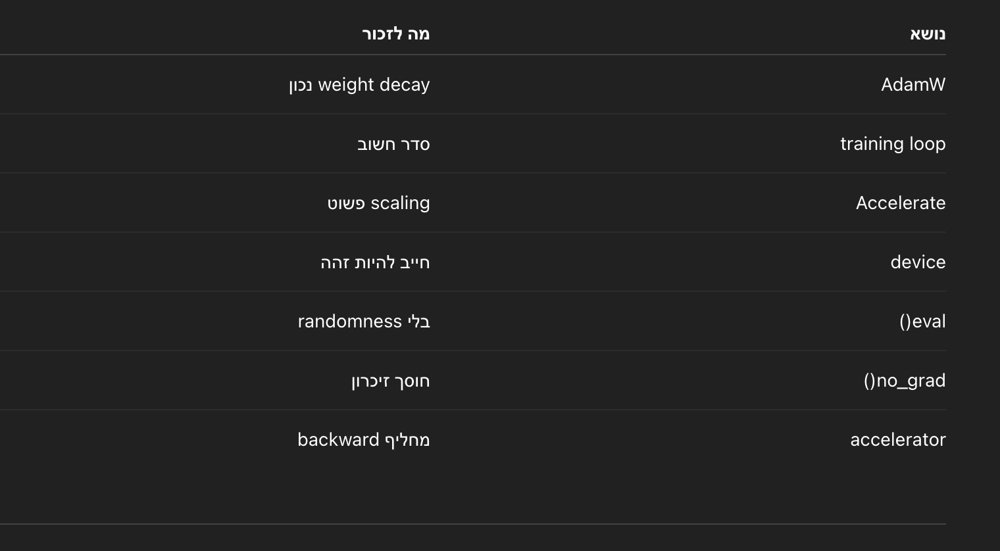 נושא	מה לזכור
AdamW	weight decay נכון
training loop	סדר חשוב
Accelerate	scaling פשוט
device	חייב להיות זהה
eval()	בלי randomness
no_grad()	חוסך זיכרון
accelerator	מחליף backward